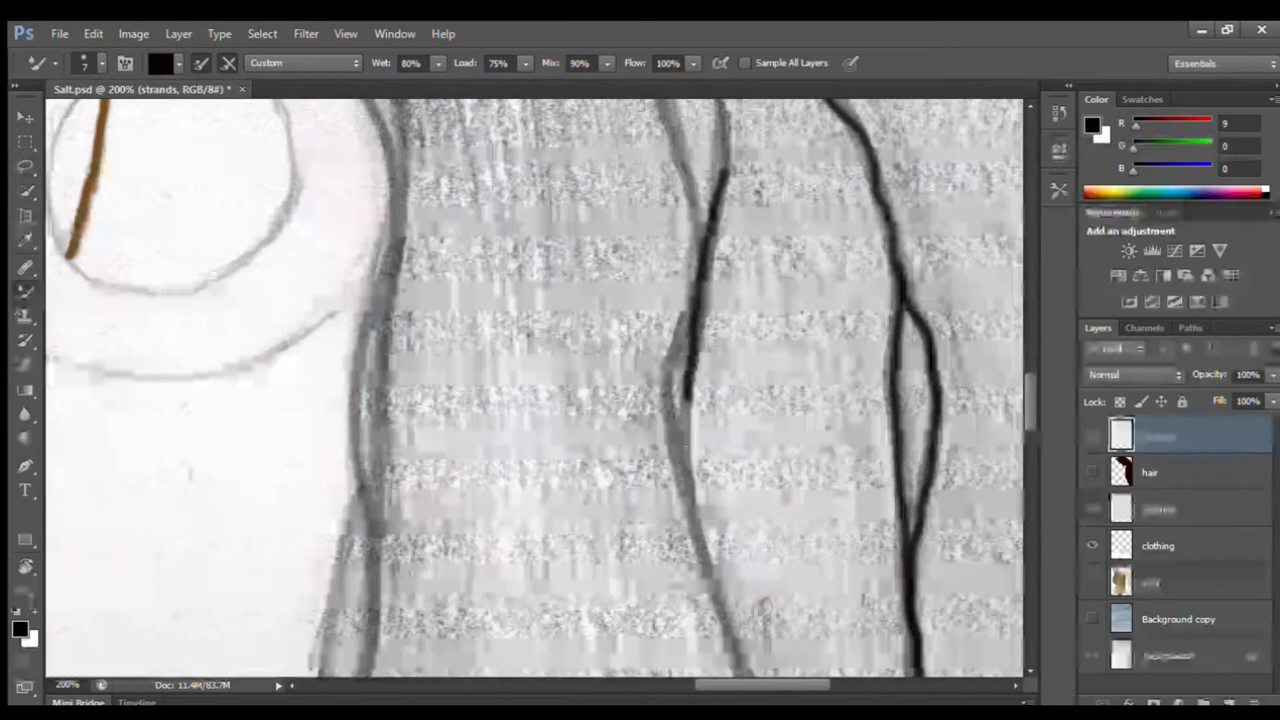 Ps File Edit Image Layer Type Select Filter View Window Help
7 Custom Wet: 80% Load: 75% Mix: 90% Flow: 100% Sample All Layers Essentials
Salt.psd @ 200% (strands, RGB/8#) * ×
Color Swatches
R 9
G 0
B 0
Add an adjustment
Layers Channels Paths
Normal Opacity: 100%
Lock: Fill: 100%
hair
clothing
Background copy
200% Doc: 11.4M/83.7M
Mini Bridge Timeline